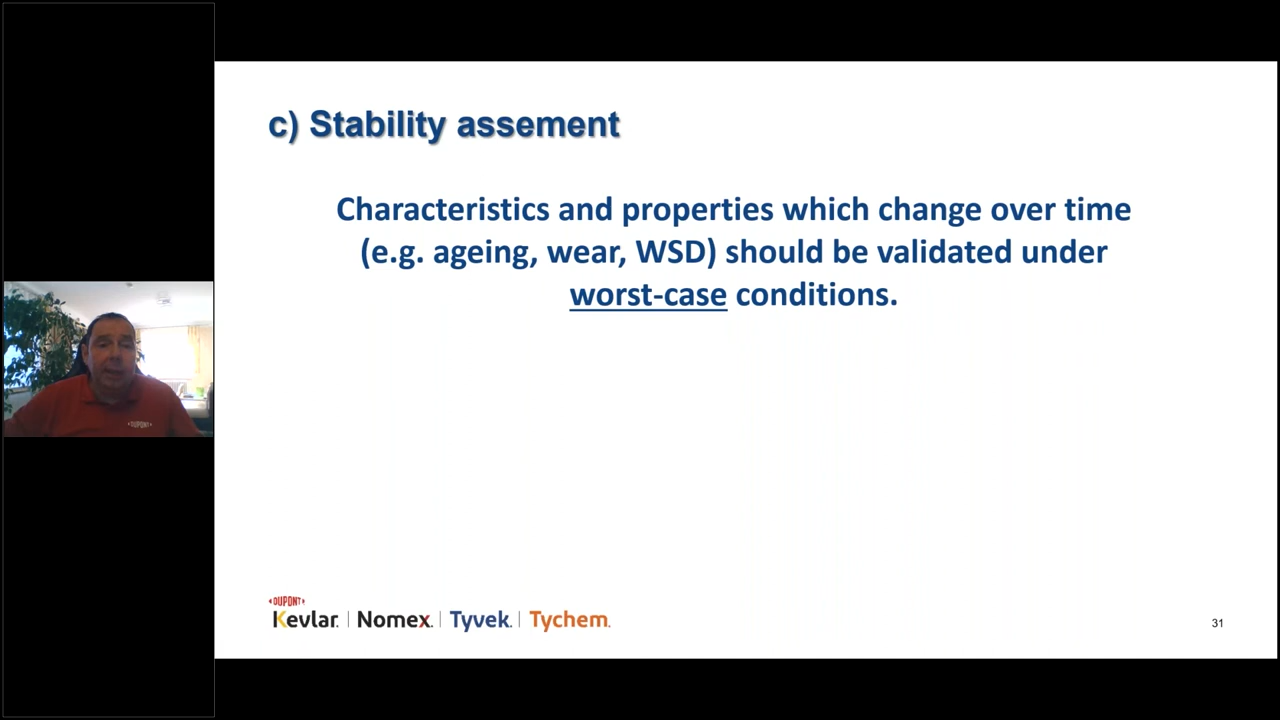 c) Stability assement
Characteristics and properties which change over time
(e.g. ageing, wear, WSD) should be validated under
worst-case conditions.
DUPONT
DUPONT
Kevlar. | Nomex. | Tyvek. | Tychem.
31